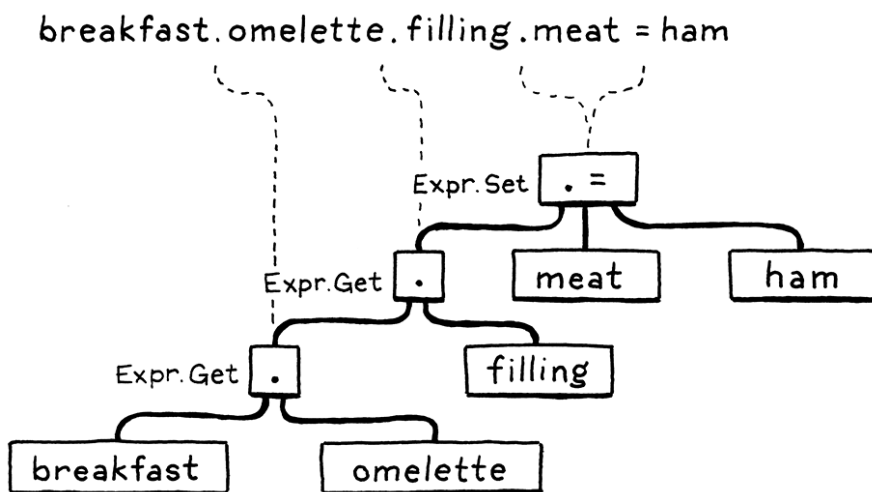 breakfast.omelette.filling.meat = ham
Expr.Set . =
Expr.Get . meat ham
Expr.Get . filling
breakfast omelette